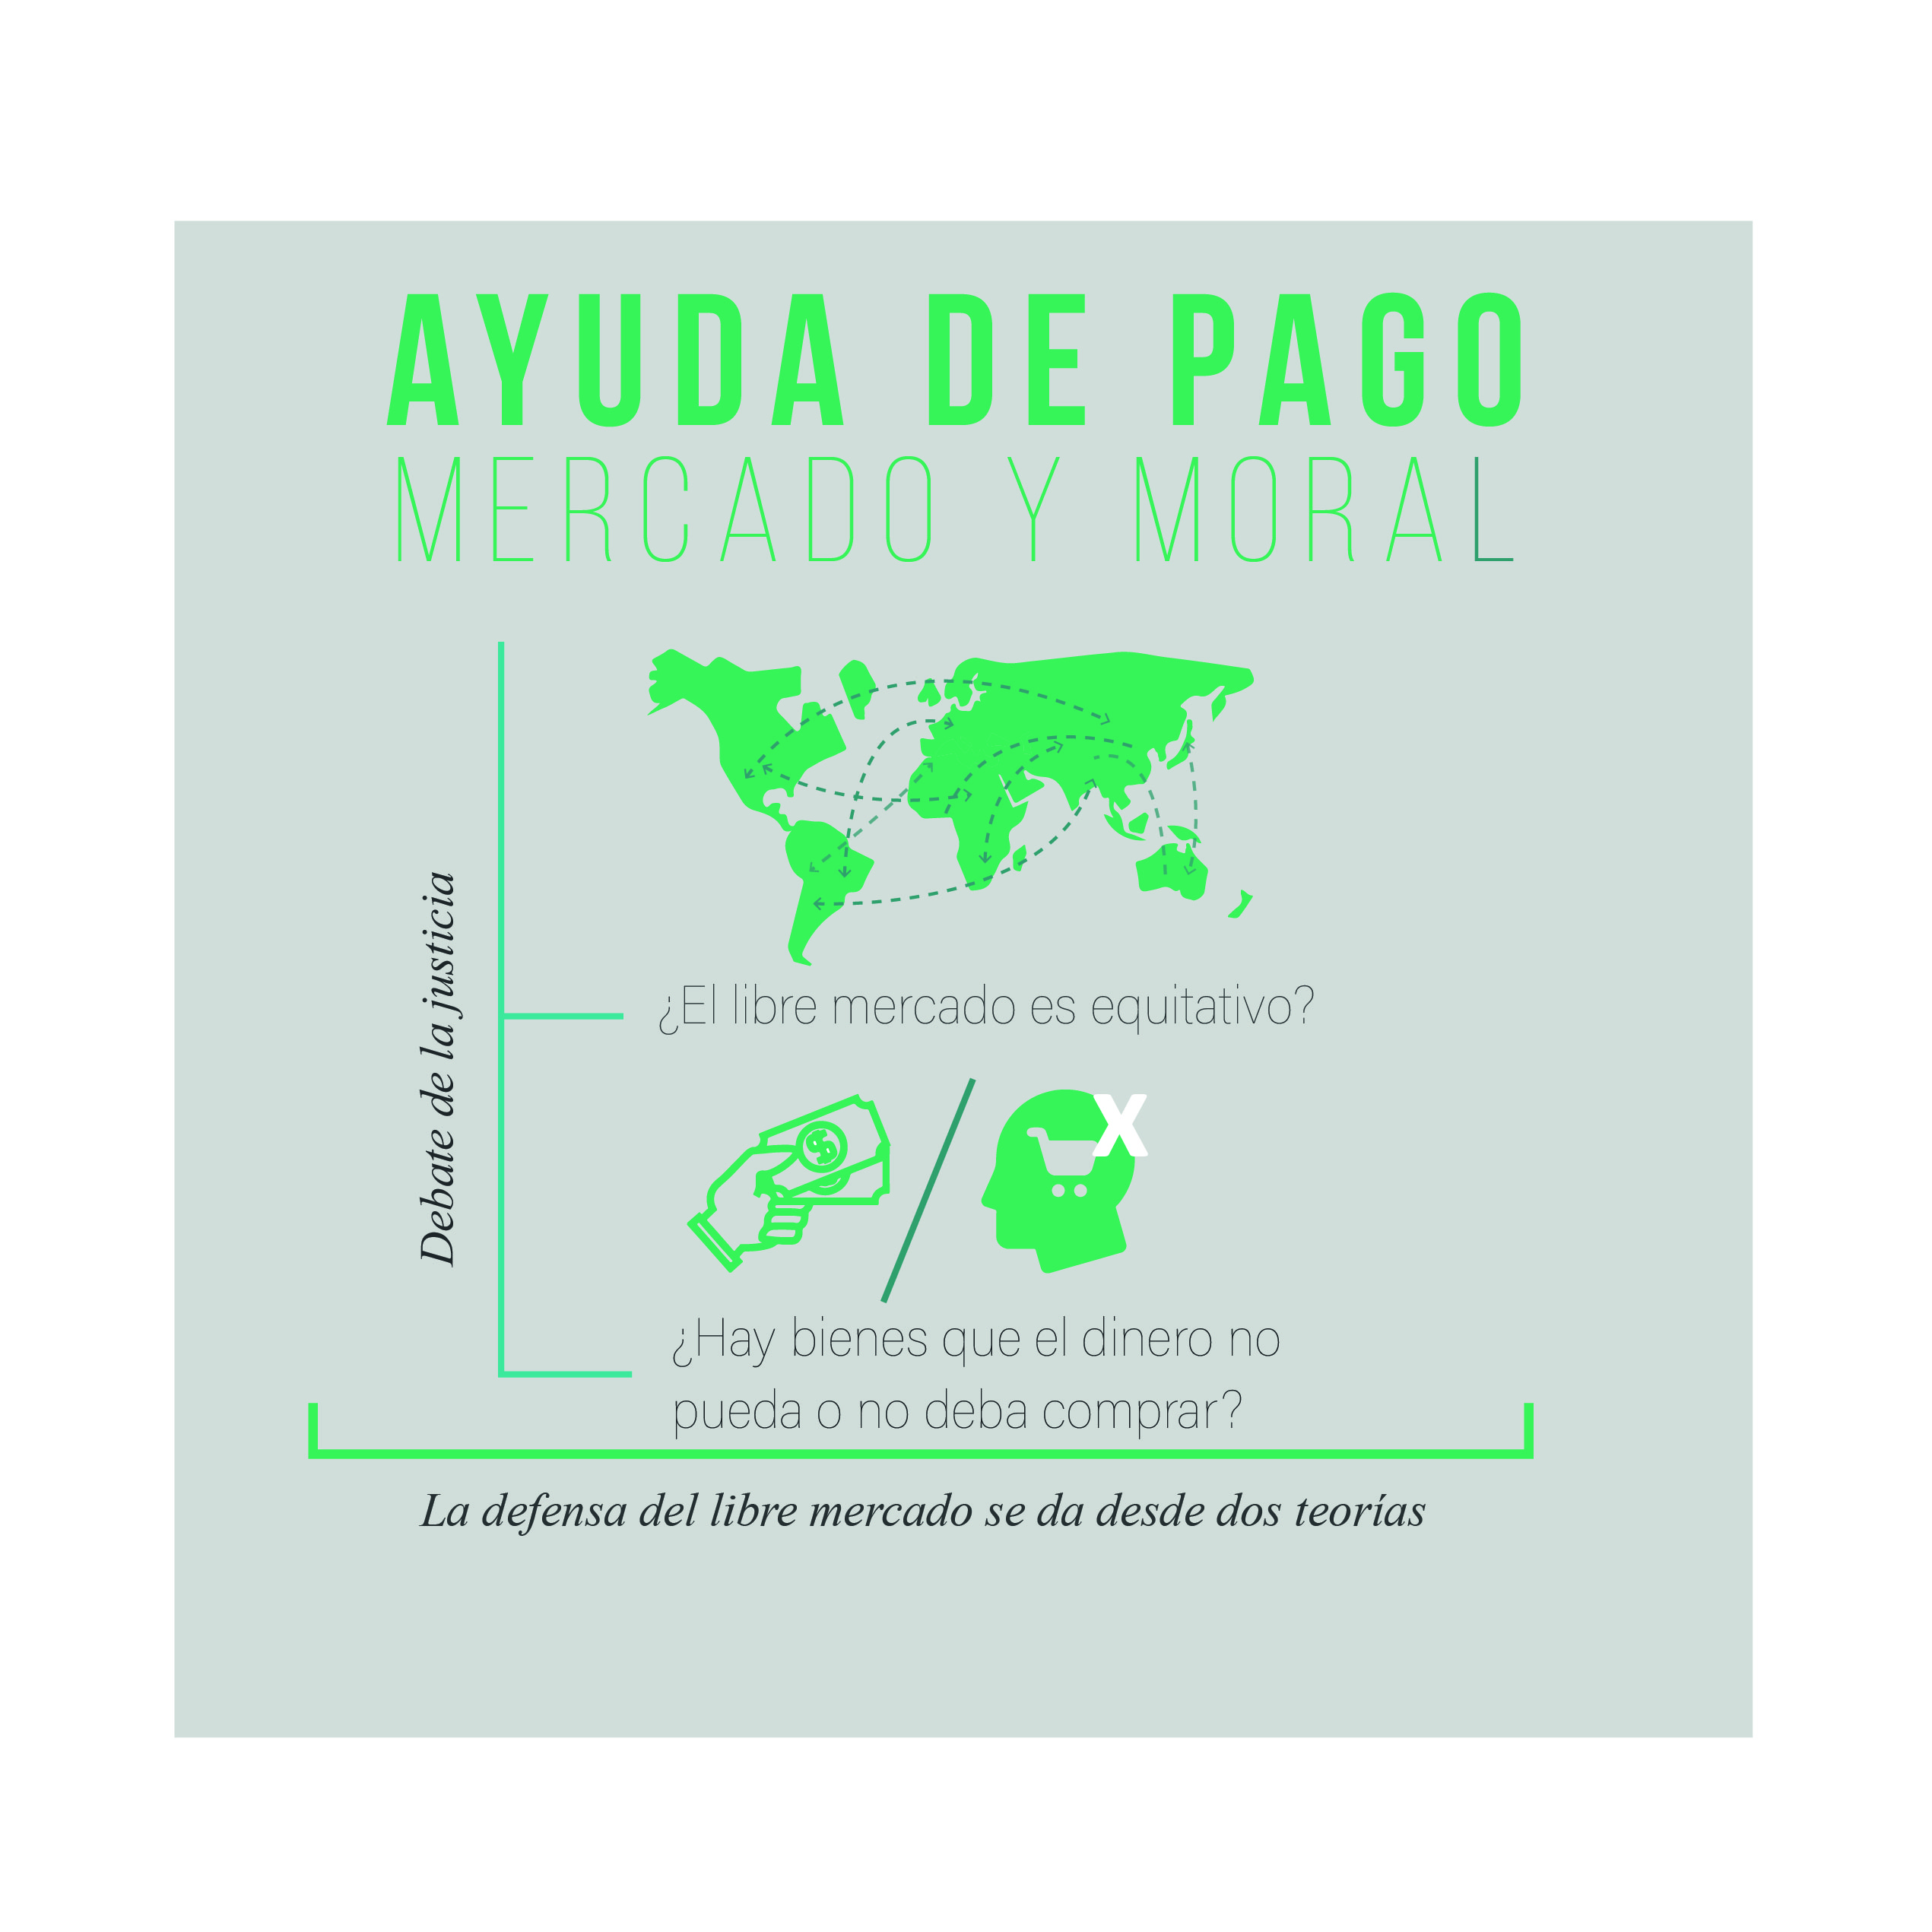 AYUDA DE PAGO
MERCADO Y MORAL
Debate de la justicia
¿El libre mercado es equitativo?
$
X
¿Hay bienes que el dinero no
pueda o no deba comprar?
La defensa del libre mercado se da desde dos teorías